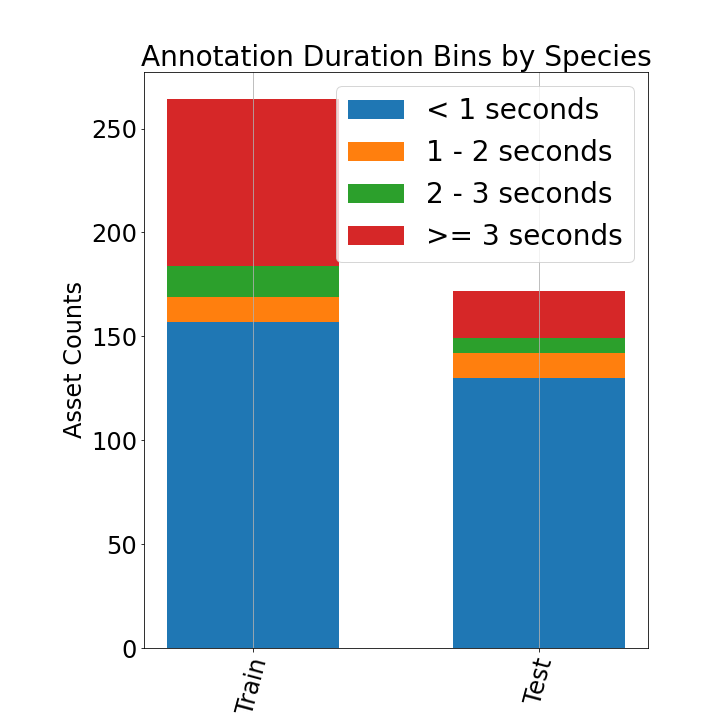 Annotation Duration Bins by Species
< 1 seconds
1 - 2 seconds
2 - 3 seconds
>= 3 seconds
Asset Counts
250
200
150
100
50
0
Train
Test